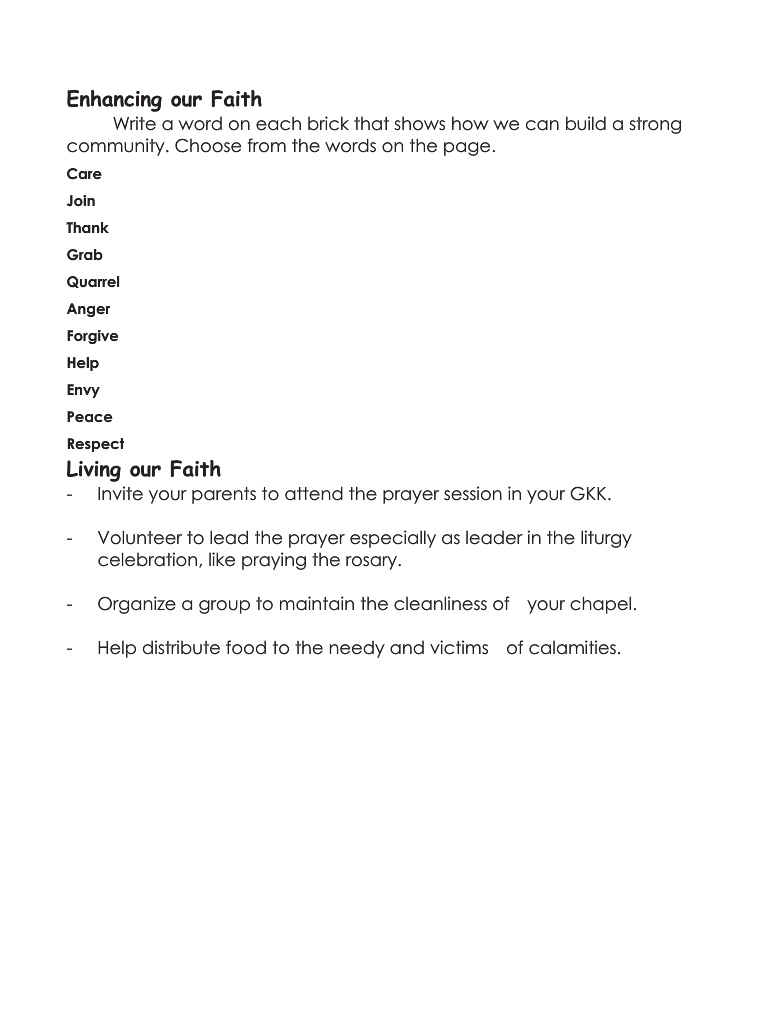 Enhancing our Faith
Write a word on each brick that shows how we can build a strong
community. Choose from the words on the page.
Care
Join
Thank
Grab
Quarrel
Anger
Forgive
Help
Envy
Peace
Respect
Living our Faith
- Invite your parents to attend the prayer session in your GKK.
- Volunteer to lead the prayer especially as leader in the liturgy
celebration, like praying the rosary.
- Organize a group to maintain the cleanliness of your chapel.
- Help distribute food to the needy and victims of calamities.